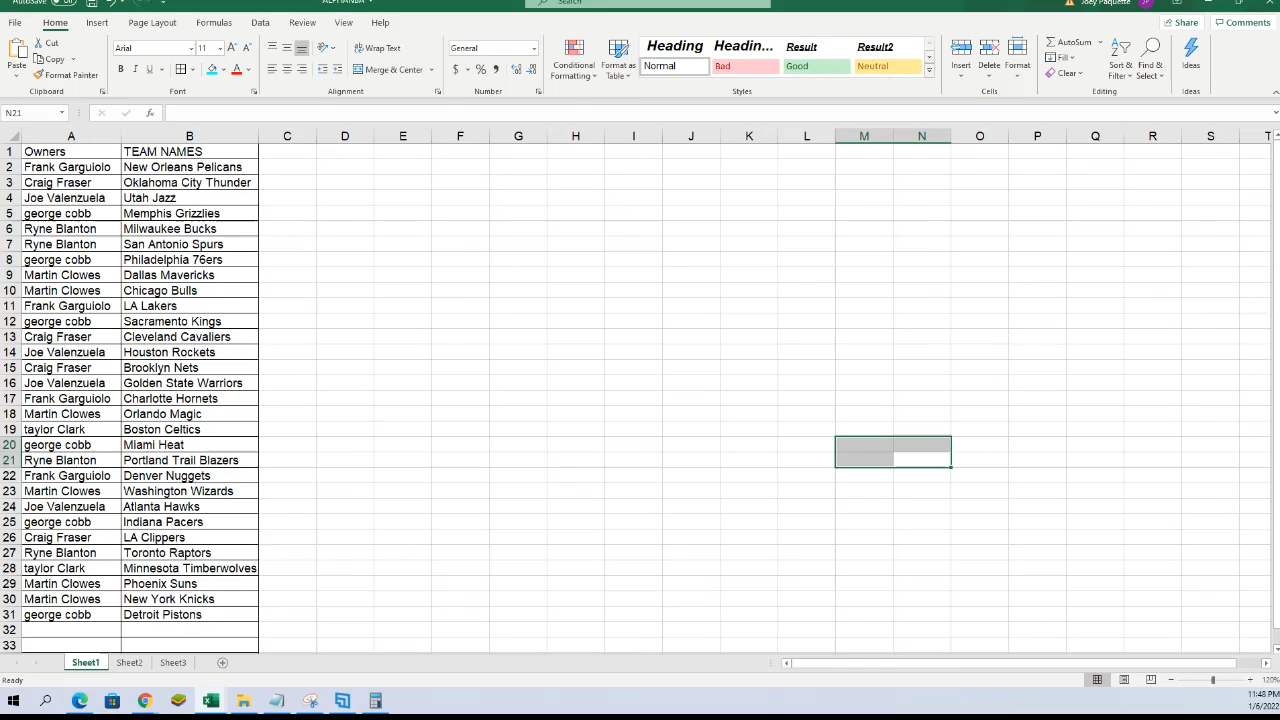 AutoSave Off ALPHANBA Search Joey Paquette JP
File Home Insert Page Layout Formulas Data Review View Help Share Comments
Paste Cut Copy Format Painter Clipboard
Arial 11 A A B I U A Font
Wrap Text Merge & Center Alignment
General $ % Number
Conditional Formatting Format as Table
Heading Headin... Result Result2
Normal Bad Good Neutral
Styles
Insert Delete Format Cells
AutoSum Fill Clear Sort & Filter Find & Select Editing
Ideas Ideas
N21 fx
A B C D E F G H I J K L M N O P Q R S T
1 Owners TEAM NAMES
2 Frank Garguiolo New Orleans Pelicans
3 Craig Fraser Oklahoma City Thunder
4 Joe Valenzuela Utah Jazz
5 george cobb Memphis Grizzlies
6 Ryne Blanton Milwaukee Bucks
7 Ryne Blanton San Antonio Spurs
8 george cobb Philadelphia 76ers
9 Martin Clowes Dallas Mavericks
10 Martin Clowes Chicago Bulls
11 Frank Garguiolo LA Lakers
12 george cobb Sacramento Kings
13 Craig Fraser Cleveland Cavaliers
14 Joe Valenzuela Houston Rockets
15 Craig Fraser Brooklyn Nets
16 Joe Valenzuela Golden State Warriors
17 Frank Garguiolo Charlotte Hornets
18 Martin Clowes Orlando Magic
19 taylor Clark Boston Celtics
20 george cobb Miami Heat
21 Ryne Blanton Portland Trail Blazers
22 Frank Garguiolo Denver Nuggets
23 Martin Clowes Washington Wizards
24 Joe Valenzuela Atlanta Hawks
25 george cobb Indiana Pacers
26 Craig Fraser LA Clippers
27 Ryne Blanton Toronto Raptors
28 taylor Clark Minnesota Timberwolves
29 Martin Clowes Phoenix Suns
30 Martin Clowes New York Knicks
31 george cobb Detroit Pistons
32
33
Sheet1 Sheet2 Sheet3
Ready 120%
11:48 PM
1/6/2022